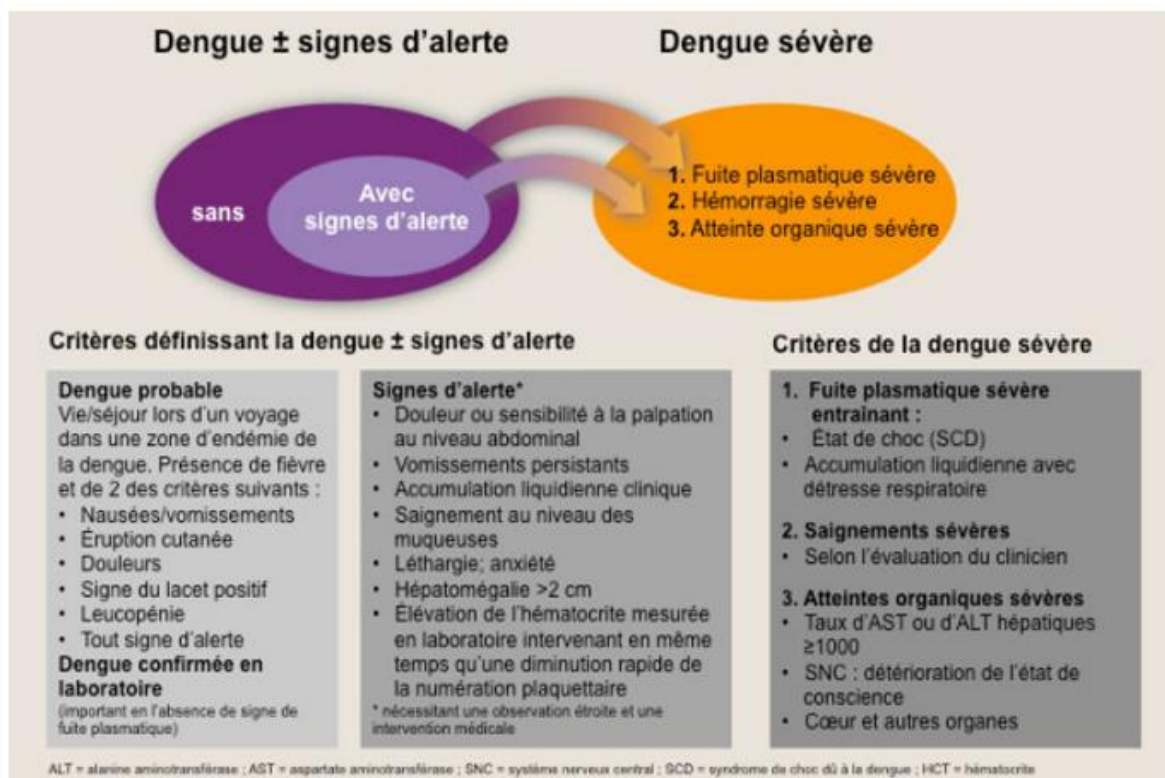 Dengue ± signes d'alerte
Dengue sévère
sans
Avec
signes d'alerte
1. Fuite plasmatique sévère
2. Hémorragie sévère
3. Atteinte organique sévère
Critères définissant la dengue ± signes d'alerte
Critères de la dengue sévère
Dengue probable
Vie/séjour lors d'un voyage
dans une zone d'endémie de
la dengue. Présence de fièvre
et de 2 des critères suivants :
• Nausées/vomissements
• Éruption cutanée
• Douleurs
• Signe du lacet positif
• Leucopénie
• Tout signe d'alerte
Dengue confirmée en
laboratoire
(important en l'absence de signe de
fuite plasmatique)
Signes d'alerte*
• Douleur ou sensibilité à la palpation
au niveau abdominal
• Vomissements persistants
• Accumulation liquidienne clinique
• Saignement au niveau des
muqueuses
• Léthargie; anxiété
• Hépatomégalie >2 cm
• Élévation de l'hématocrite mesurée
en laboratoire intervenant en même
temps qu'une diminution rapide de
la numération plaquettaire
* nécessitant une observation étroite et une
intervention médicale
1. Fuite plasmatique sévère
entraînant :
• État de choc (SCD)
• Accumulation liquidienne avec
détresse respiratoire
2. Saignements sévères
• Selon l'évaluation du clinicien
3. Atteintes organiques sévères
• Taux d'AST ou d'ALT hépatiques
≥1000
• SNC : détérioration de l'état de
conscience
• Cœur et autres organes
ALT = alanine aminotransférase ; AST = aspartate aminotransférase ; SNC = système nerveux central ; SCD = syndrome de choc dû à la dengue ; HCT = hématocrite